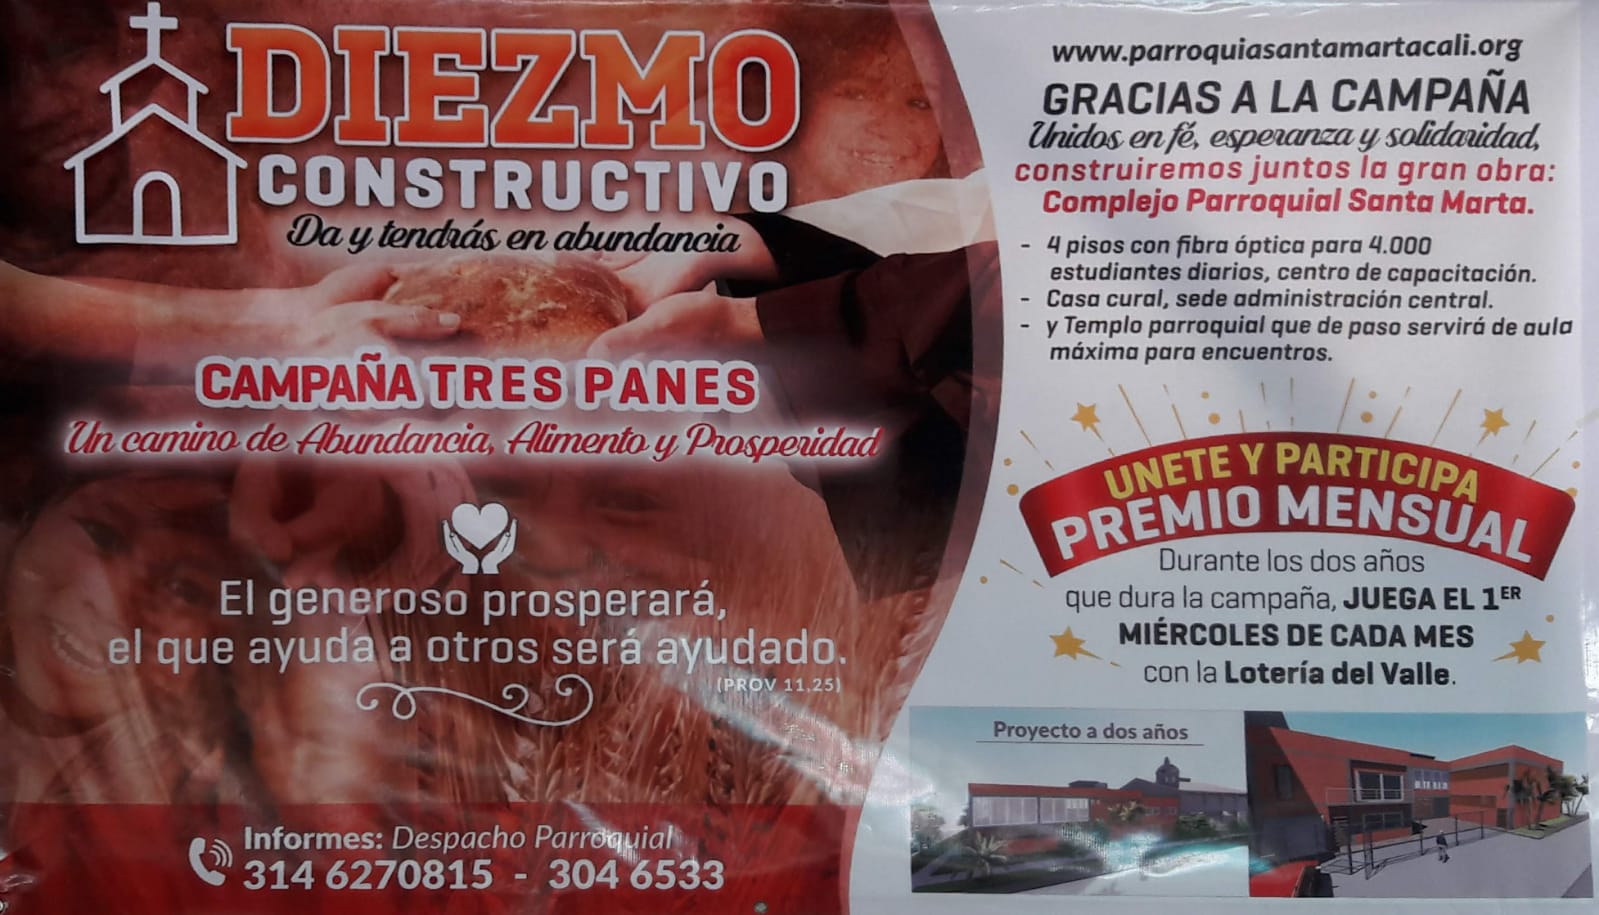 DIEZMO
CONSTRUCTIVO
Da y tendrás en abundancia
CAMPAÑA TRES PANES
Un camino de Abundancia, Alimento y Prosperidad
El generoso prosperará,
el que ayuda a otros será ayudado.
(PROV 11,25)
Informes: Despacho Parroquial
314 6270815 - 304 6533
www.parroquiasantamartacali.org
GRACIAS A LA CAMPAÑA
Unidos en fé, esperanza y solidaridad,
construiremos juntos la gran obra:
Complejo Parroquial Santa Marta.
- 4 pisos con fibra óptica para 4.000
estudiantes diarios, centro de capacitación.
- Casa cural, sede administración central.
- y Templo parroquial que de paso servirá de aula
máxima para encuentros.
UNETE Y PARTICIPA
PREMIO MENSUAL
Durante los dos años
que dura la campaña, JUEGA EL 1ER
MIÉRCOLES DE CADA MES
con la Lotería del Valle.
Proyecto a dos años